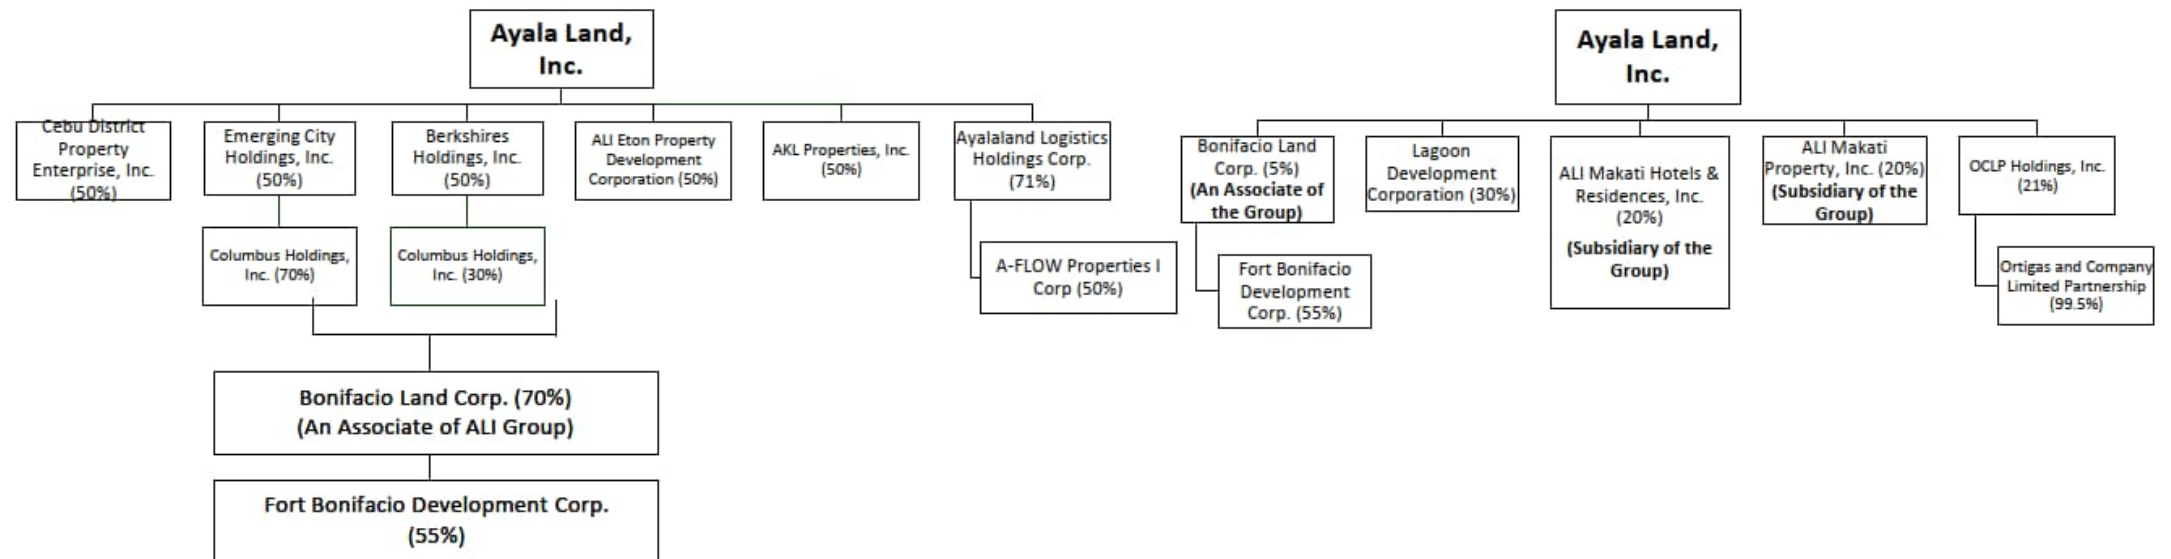 Ayala Land,
Inc.
Cebu District
Property
Enterprise, Inc.
(50%)
Emerging City
Holdings, Inc.
(50%)
Berkshires
Holdings, Inc.
(50%)
ALI Eton Property
Development
Corporation (50%)
AKL Properties, Inc.
(50%)
Ayalaland Logistics
Holdings Corp.
(71%)
Columbus Holdings,
Inc. (70%)
Columbus Holdings,
Inc. (30%)
A-FLOW Properties I
Corp (50%)
Bonifacio Land Corp. (70%)
(An Associate of ALI Group)
Fort Bonifacio Development Corp.
(55%)
Ayala Land,
Inc.
Bonifacio Land
Corp. (5%)
(An Associate of
the Group)
Lagoon
Development
Corporation (30%)
ALI Makati Hotels &
Residences, Inc.
(20%)
(Subsidiary of the
Group)
ALI Makati
Property, Inc. (20%)
(Subsidiary of the
Group)
OCLP Holdings, Inc.
(21%)
Fort Bonifacio
Development
Corp. (55%)
Ortigas and Company
Limited Partnership
(99.5%)